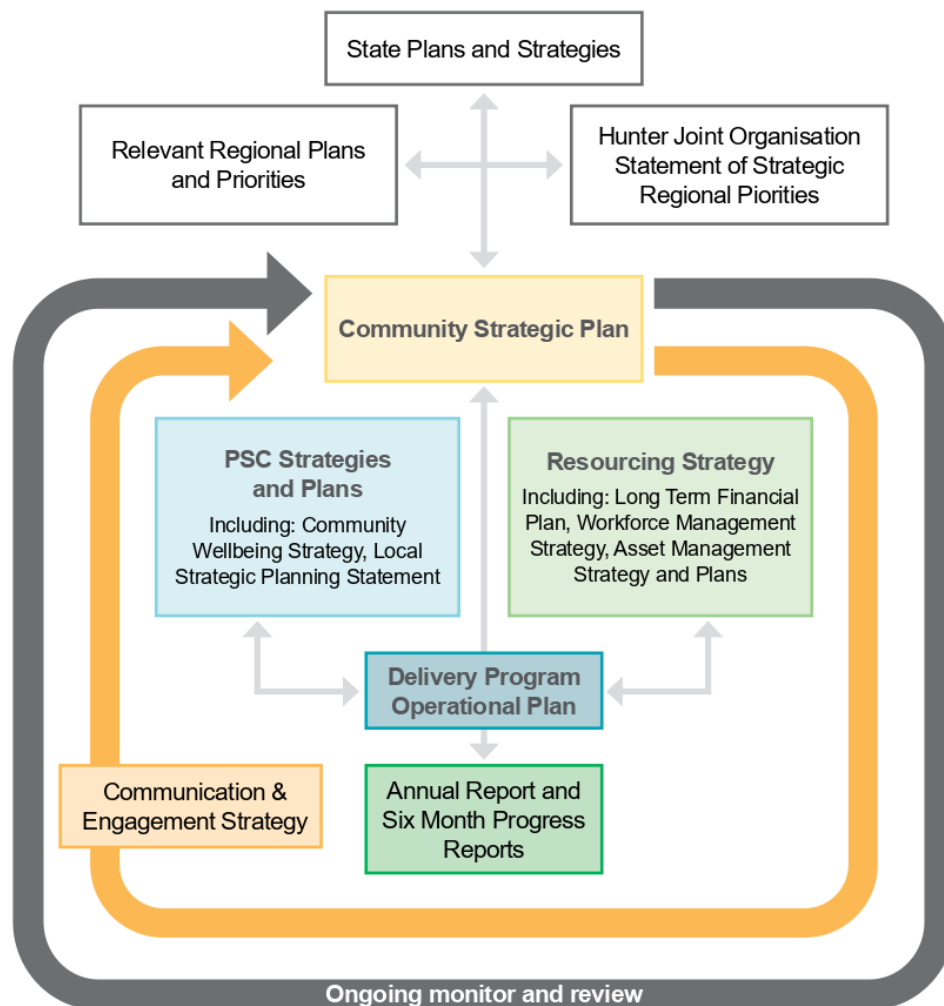 State Plans and Strategies
Relevant Regional Plans
and Priorities
Hunter Joint Organisation
Statement of Strategic
Regional Piorities
Community Strategic Plan
PSC Strategies
and Plans
Including: Community
Wellbeing Strategy, Local
Strategic Planning Statement
Resourcing Strategy
Including: Long Term Financial
Plan, Workforce Management
Strategy, Asset Management
Strategy and Plans
Delivery Program
Operational Plan
Communication &
Engagement Strategy
Annual Report and
Six Month Progress
Reports
Ongoing monitor and review